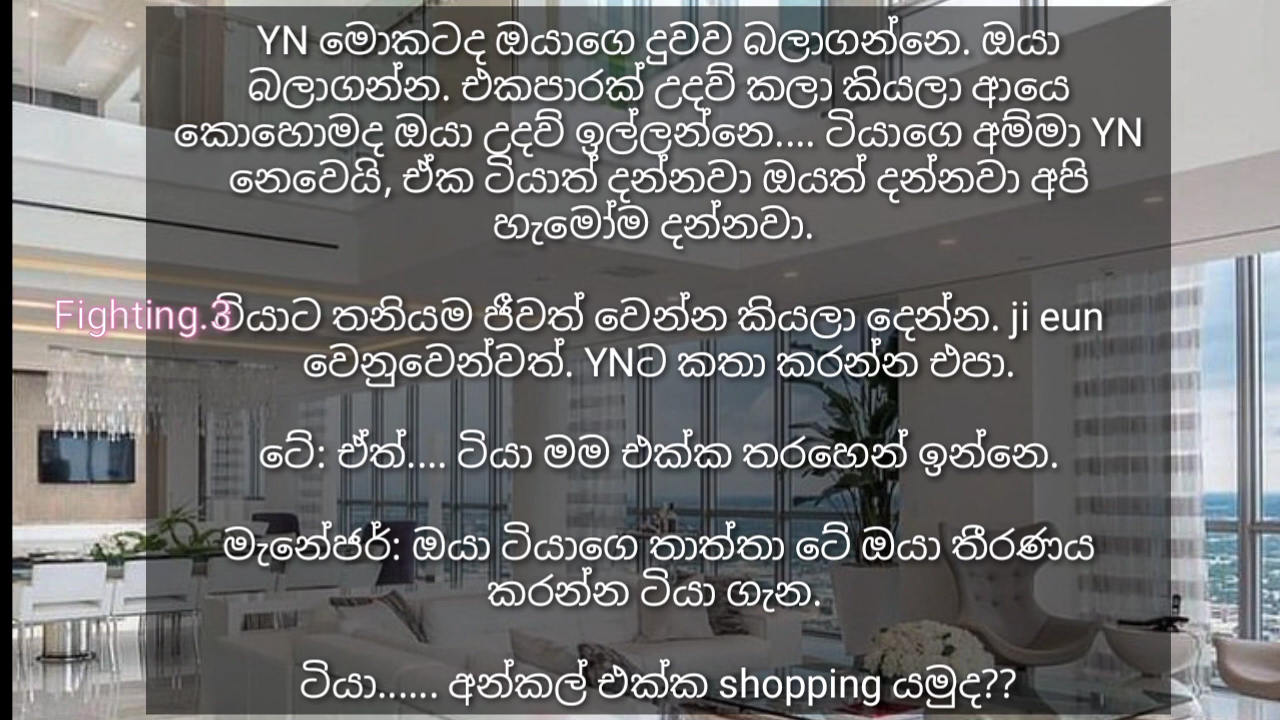 YN මොකටද ඔයාගෙ දුවව බලාගන්නෙ. ඔයා
බලාගන්න. එකපාරක් උදව් කලා කියලා ආයෙ
කොහොමද ඔයා උදව් ඉල්ලන්නෙ.... ටියාගෙ අම්මා YN
නෙවෙයි, ඒක ටියාත් දන්නවා ඔයත් දන්නවා අපි
හැමෝම දන්නවා.
Fighting.3
ටියාට තනියම ජීවත් වෙන්න කියලා දෙන්න. ji eun
වෙනුවෙන්වත්. YNට කතා කරන්න එපා.
ටේ: ඒත්.... ටියා මම එක්ක තරහෙන් ඉන්නෙ.
මැනේජර්: ඔයා ටියාගෙ තාත්තා ටේ ඔයා තීරණය
කරන්න ටියා ගැන.
ටියා...... අන්කල් එක්ක shopping යමුද??